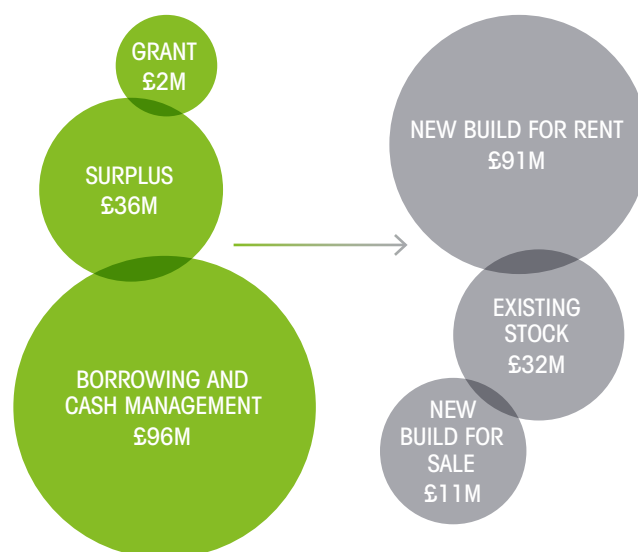 GRANT
£2M
SURPLUS
£36M
BORROWING AND
CASH MANAGEMENT
£96M
NEW BUILD FOR RENT
£91M
EXISTING
STOCK
£32M
NEW
BUILD FOR
SALE
£11M